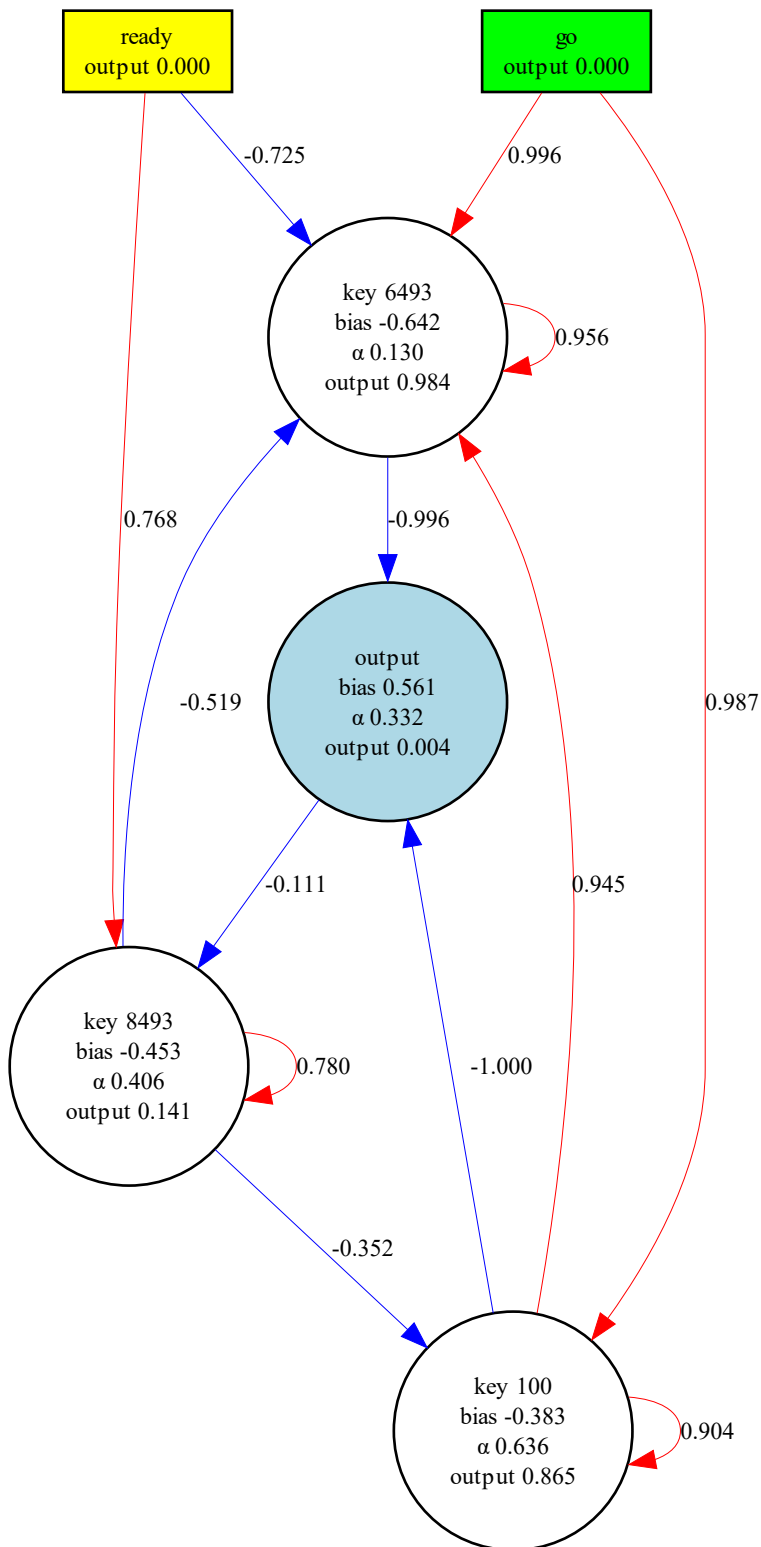 ready
output 0.000
go
output 0.000
-0.725
0.996
key 6493
bias -0.642
α 0.130
output 0.984
0.956
0.768
-0.996
-0.519
output
bias 0.561
α 0.332
output 0.004
0.987
-0.111
0.945
key 8493
bias -0.453
α 0.406
output 0.141
0.780
-1.000
-0.352
key 100
bias -0.383
α 0.636
output 0.865
0.904